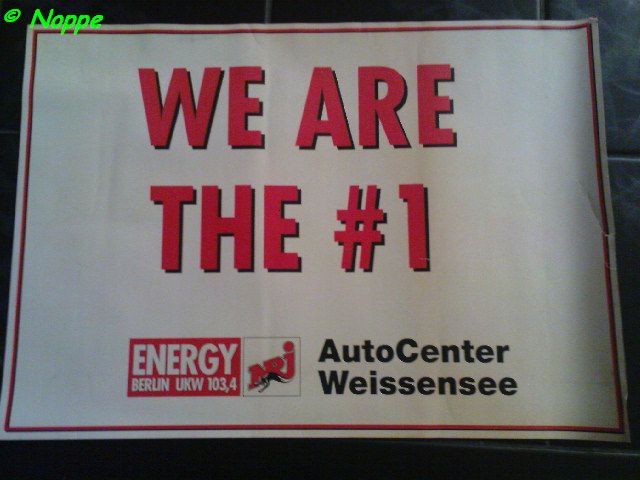 © Noppe
WE ARE
THE #1
ENERGY
BERLIN UKW 103,4
NRJ
AutoCenter
Weissensee